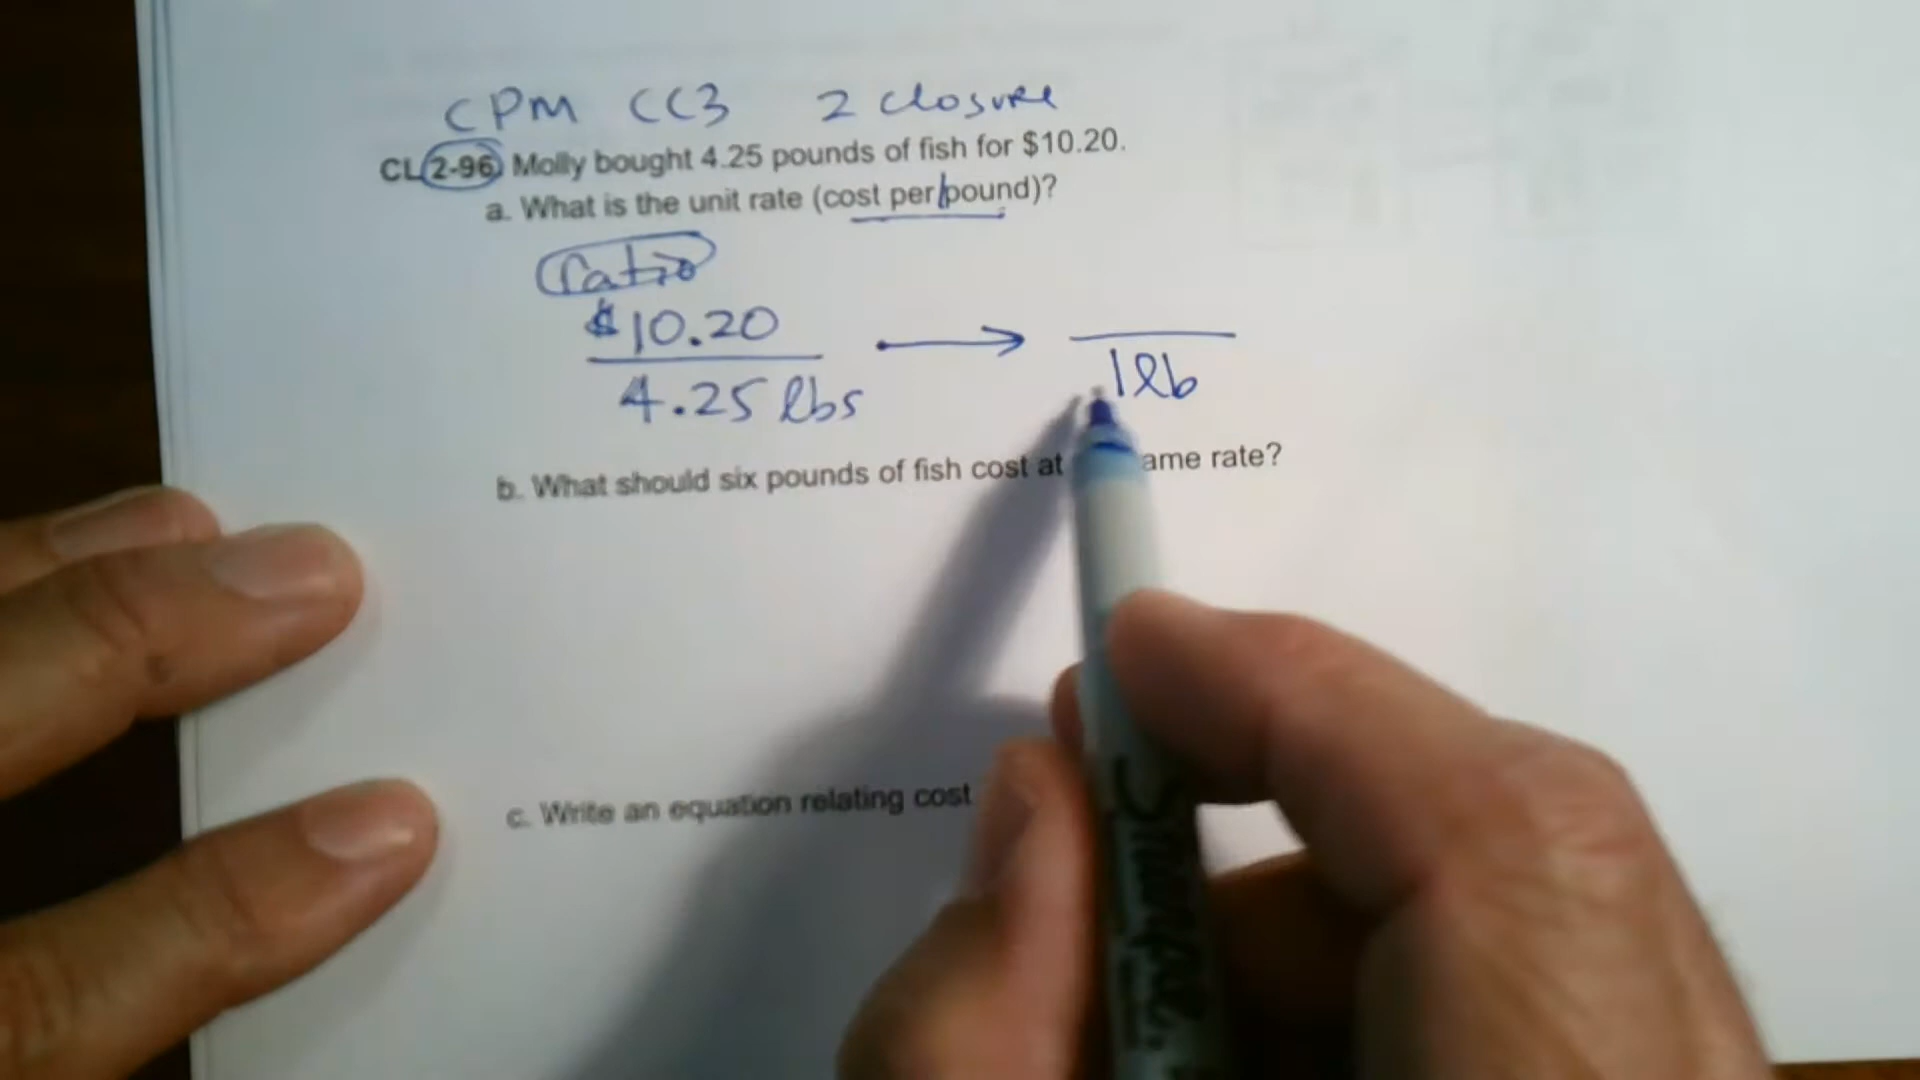 CPM CC3 2 closure
CL 2-96 Molly bought 4.25 pounds of fish for $10.20.
a. What is the unit rate (cost per pound)?
ratio
$10.20
4.25 lbs
1 lb
b. What should six pounds of fish cost at ame rate?
c. Write an equation relating cost
Sharpie